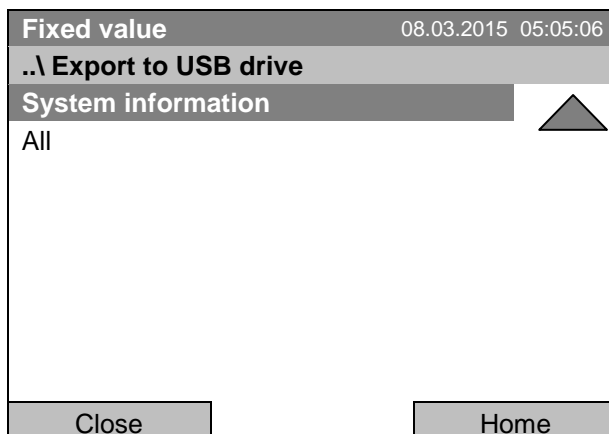 Fixed value 08.03.2015 05:05:06
..\ Export to USB drive
System information
All
Close Home